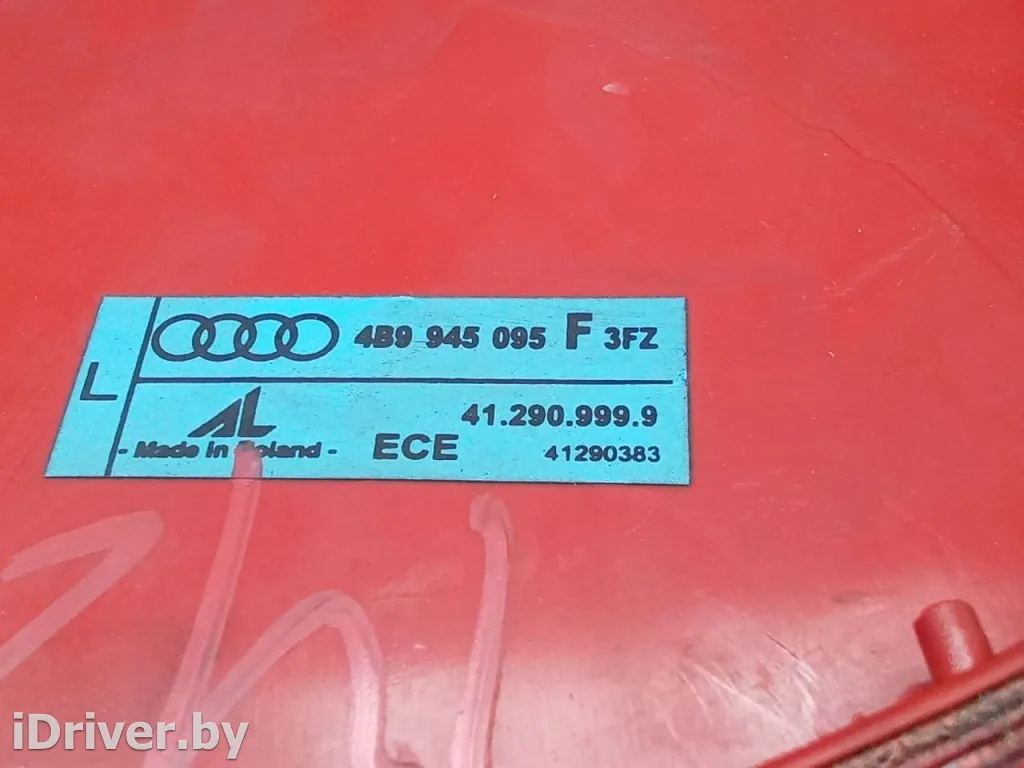 L
4B9 945 095 F 3FZ
AL
41.290.999.9
- Made in Poland -
ECE
41290383
iDriver.by